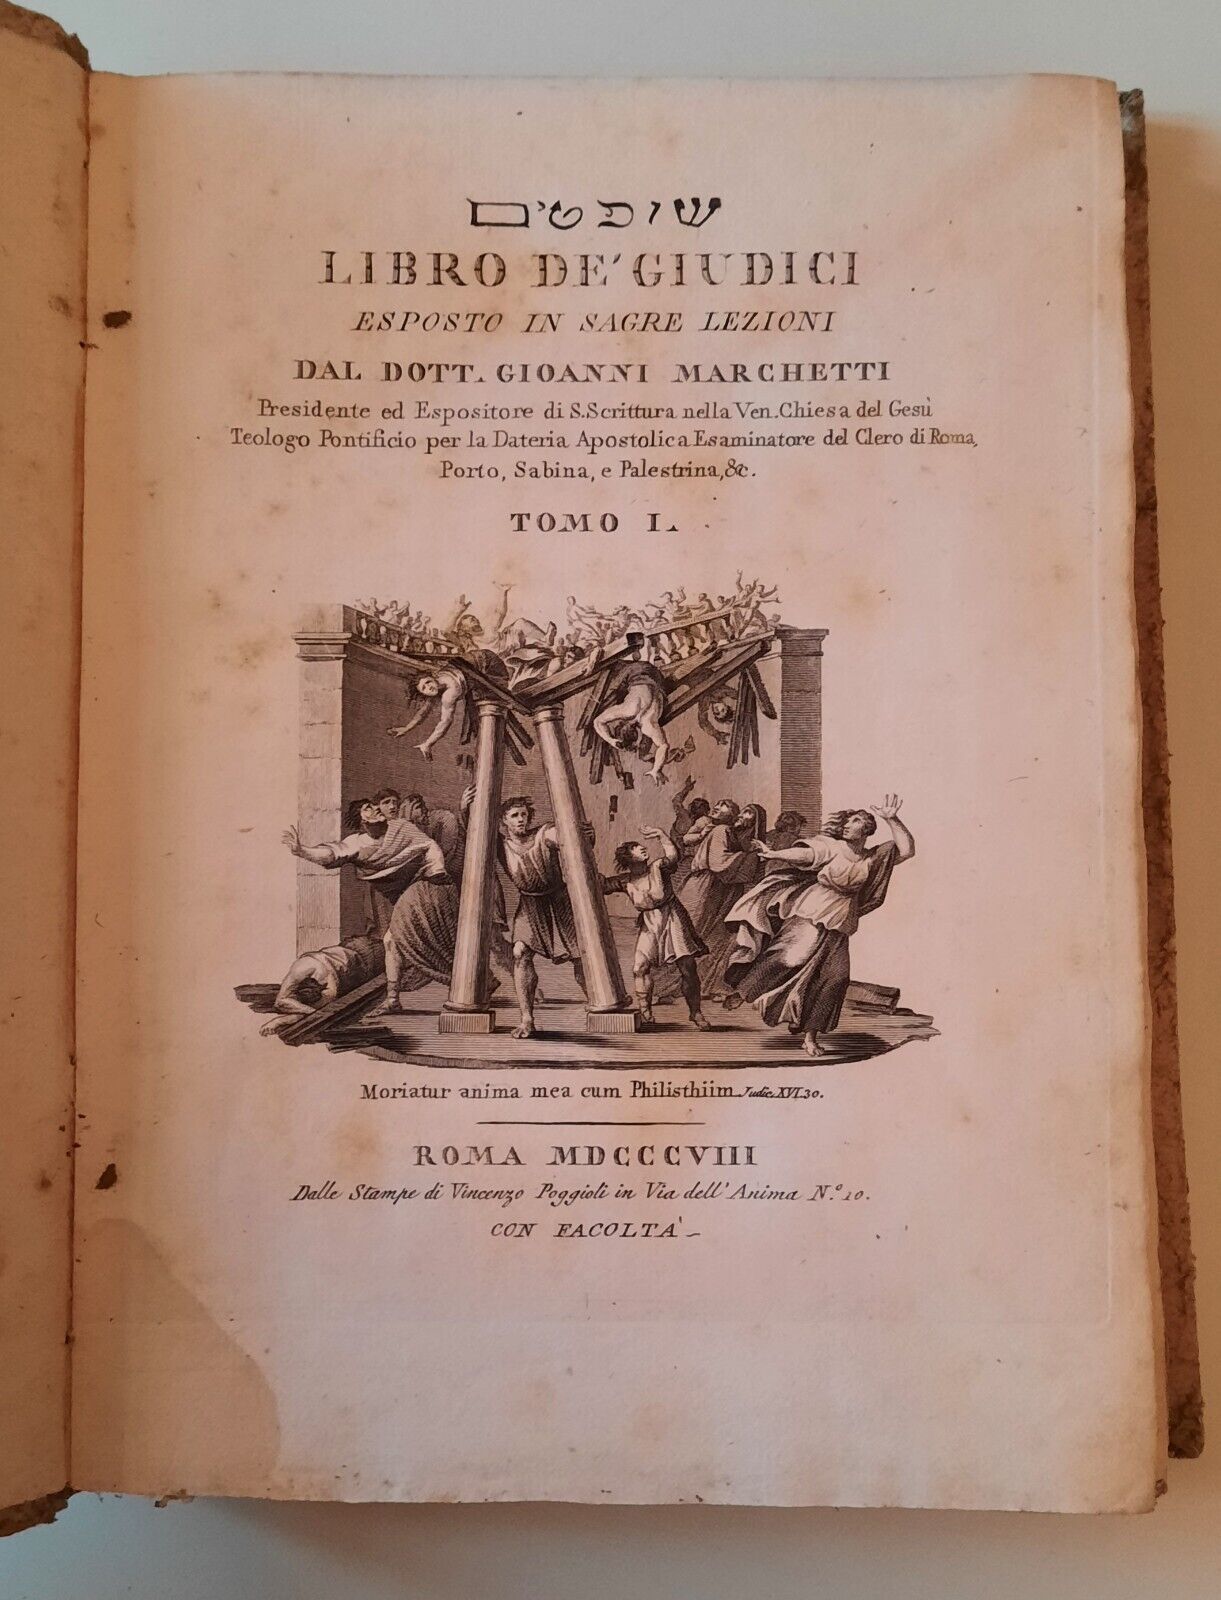 שופטים
LIBRO DE' GIUDICI
ESPOSTO IN SAGRE LEZIONI
DAL DOTT. GIOANNI MARCHETTI
Presidente ed Espositore di S. Scrittura nella Ven. Chiesa del Gesù
Teologo Pontificio per la Dateria Apostolica Esaminatore del Clero di Roma,
Porto, Sabina, e Palestrina, &c.
TOMO I.
Moriatur anima mea cum Philisthiim Judic. XVI. 30.
ROMA MDCCCVIII
Dalle Stampe di Vincenzo Poggioli in Via dell' Anima N.º 10.
CON FACOLTA'